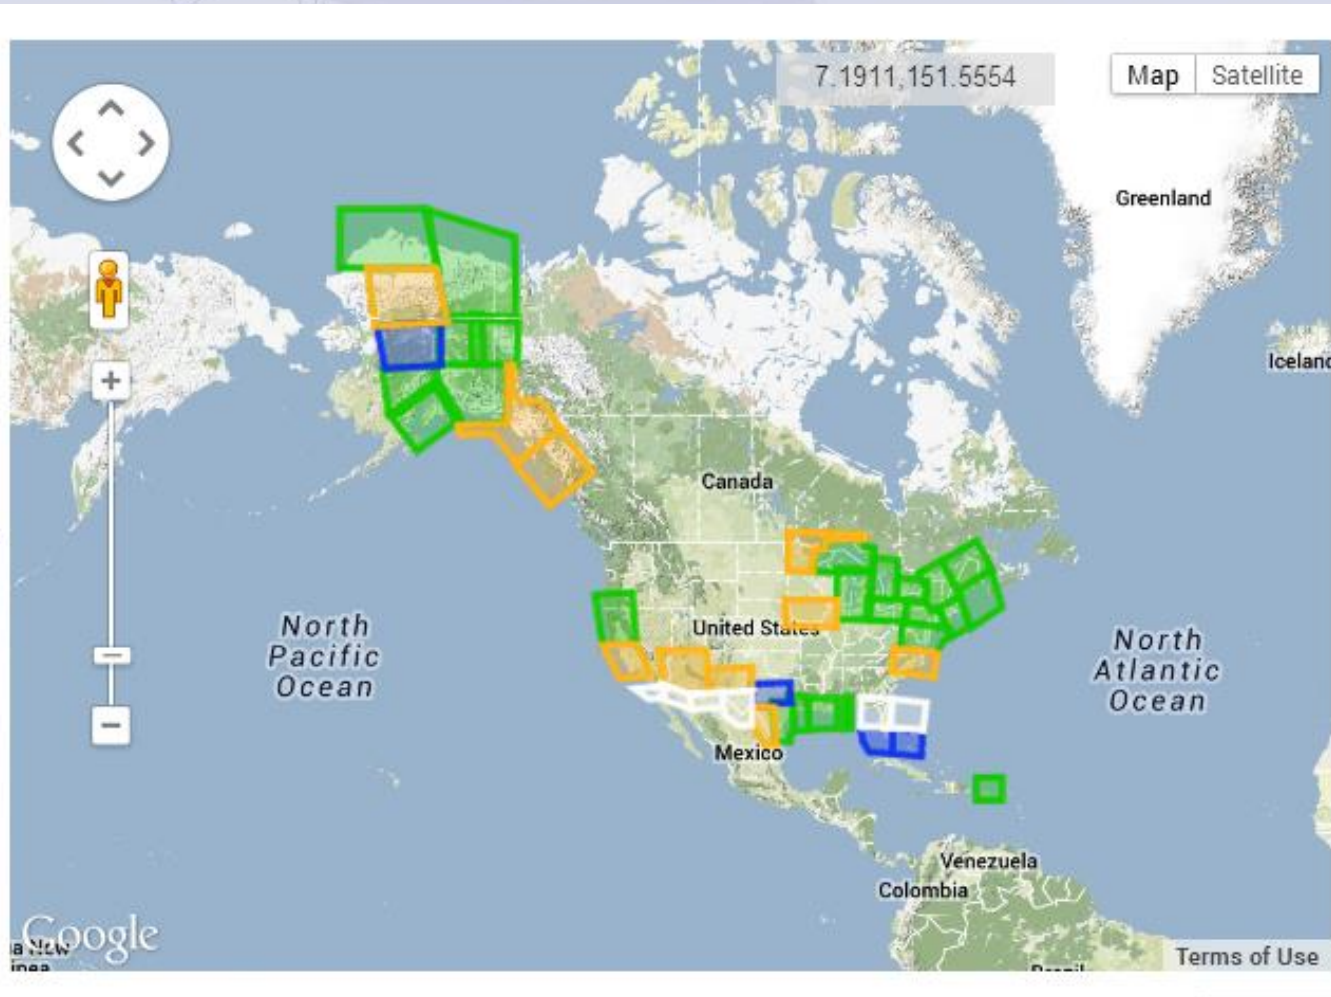 7.1911,151.5554
Map
Satellite
Greenland
Iceland
Canada
United States
North
Pacific
Ocean
North
Atlantic
Ocean
Mexico
Venezuela
Colombia
Google
Terms of Use